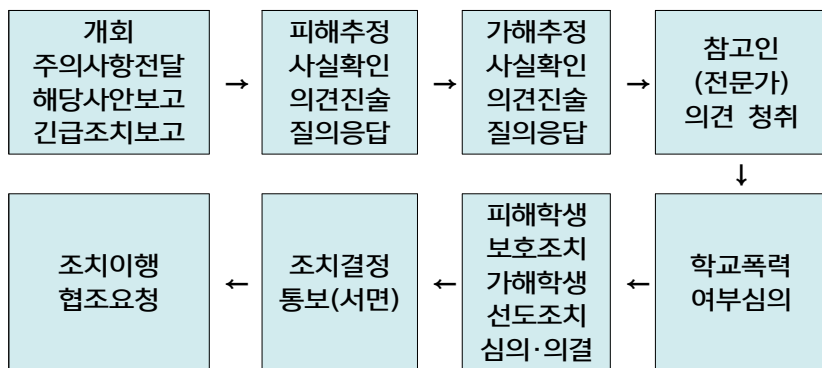 개회
주의사항전달
해당사안보고
긴급조치보고
→
피해추정
사실확인
의견진술
질의응답
→
가해추정
사실확인
의견진술
질의응답
→
참고인
(전문가)
의견 청취
↓
학교폭력
여부심의
←
피해학생
보호조치
가해학생
선도조치
심의·의결
←
조치결정
통보(서면)
←
조치이행
협조요청